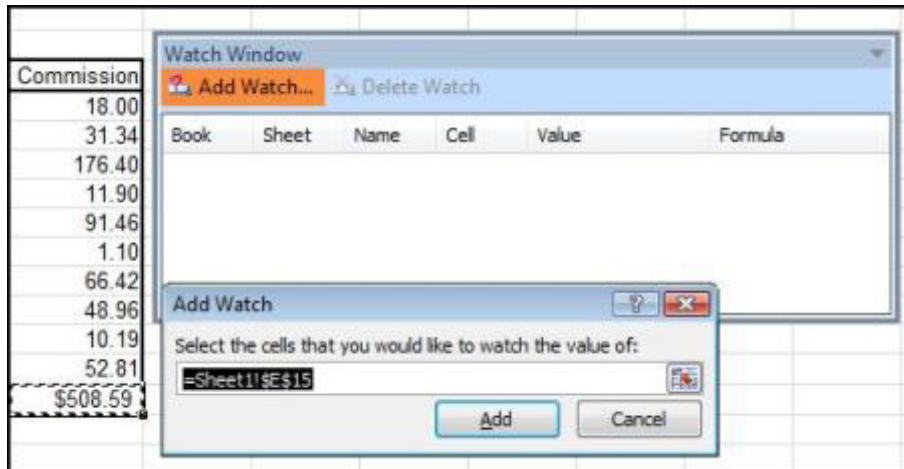 Commission
18.00
31.34
176.40
11.90
91.46
1.10
66.42
48.96
10.19
52.81
$508.59
Watch Window
Add Watch... Delete Watch
Book Sheet Name Cell Value Formula
Add Watch
Select the cells that you would like to watch the value of:
=Sheet1!$E$15
Add Cancel